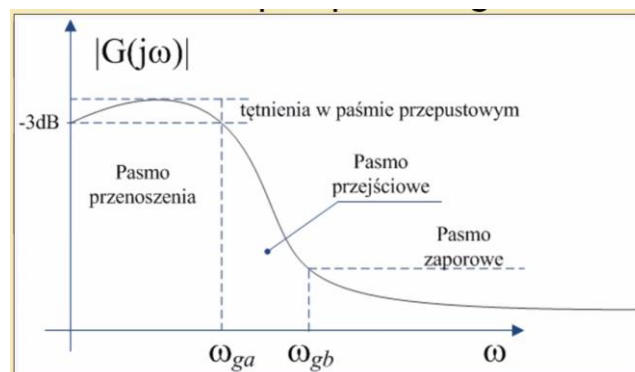 |G(jω)|
tętnienia w paśmie przepustowym
-3dB
Pasmo
przenoszenia
Pasmo
przejściowe
Pasmo
zaporowe
ωga
ωgb
ω